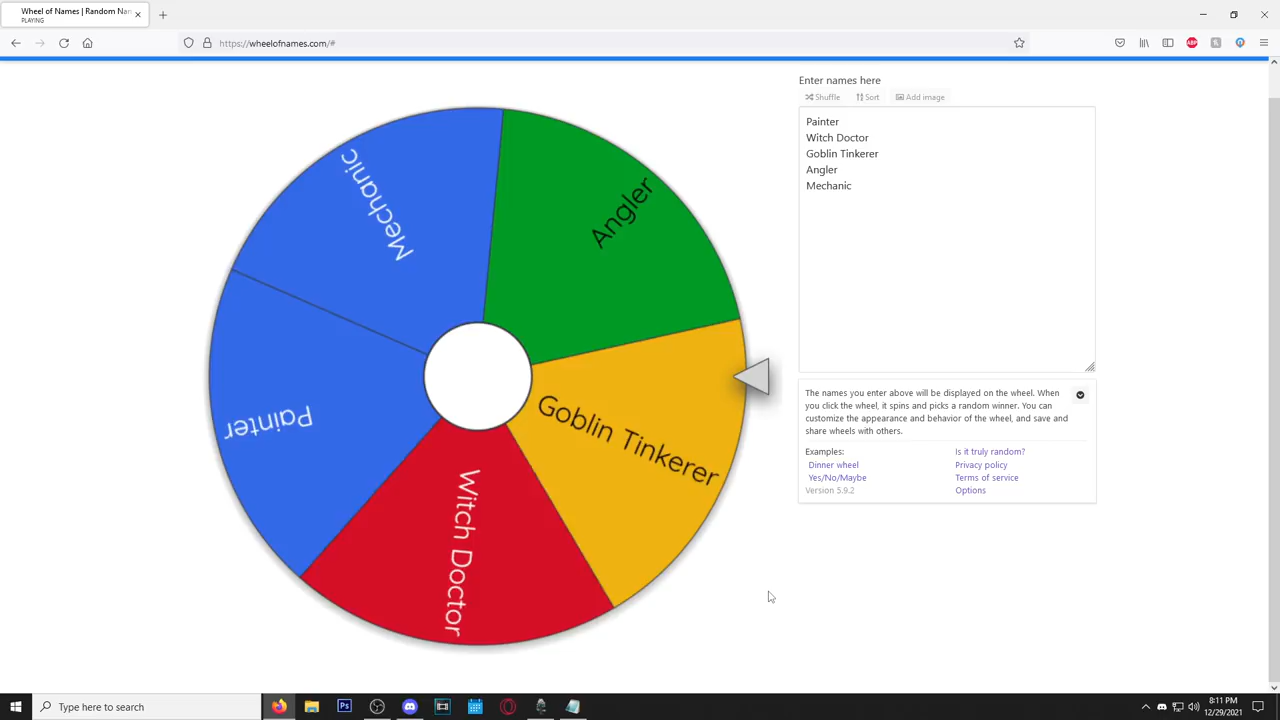 Wheel of Names | Random Nam
PLAYING
https://wheelofnames.com/#
ABP
Enter names here
Shuffle
Sort
Add image
Painter
Witch Doctor
Goblin Tinkerer
Angler
Mechanic
Mechanic
Angler
Goblin Tinkerer
Witch Doctor
Painter
The names you enter above will be displayed on the wheel. When
you click the wheel, it spins and picks a random winner. You can
customize the appearance and behavior of the wheel, and save and
share wheels with others.
Examples:
Is it truly random?
Dinner wheel
Privacy policy
Yes/No/Maybe
Terms of service
Version 5.9.2
Options
Type here to search
Ps
8:11 PM
12/29/2021